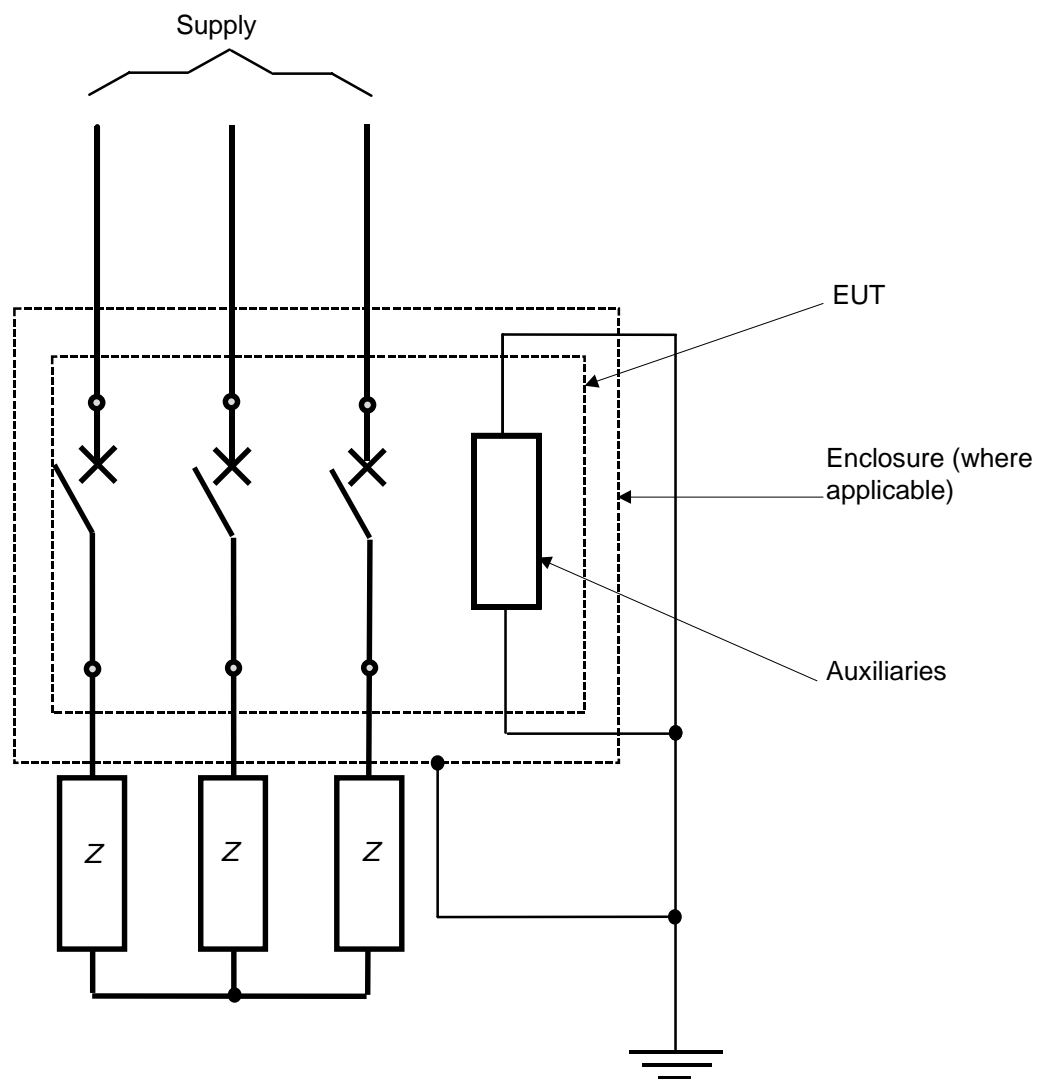 Supply
EUT
Enclosure (where
applicable)
Auxiliaries
Z
Z
Z